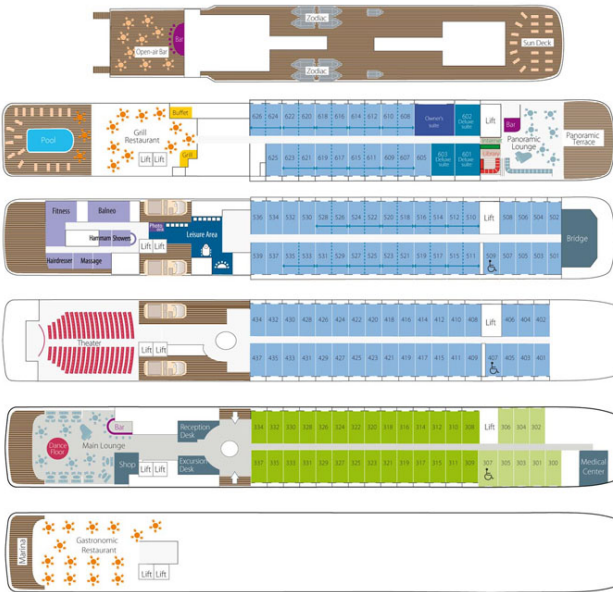 Zodiac
Bar
Open-air Bar
Sun Deck
Zodiac
Buffet
626 624 622 620 618 616 614 612 610 608
Owner's
suite
602
Deluxe
suite
Lift
Bar
Pool
Grill
Restaurant
Internet
Library
Panoramic
Lounge
Panoramic
Terrace
Lift Lift
Grill
625 623 621 619 617 615 611 609 607 605
603
Deluxe
suite
601
Deluxe
suite
Fitness Balneo
Photo
536 534 532 530 528 526 524 522 520 518 516 514 512 510 Lift 508 506 504 502
Hammam Showers
Leisure Area
Lift Lift
Bridge
Hairdresser Massage
539 537 535 533 531 529 527 525 523 521 519 517 515 511 509 507 505 503 501
434 432 430 428 426 424 422 420 418 416 414 412 410 408 Lift 406 404 402
Theater
Lift Lift
437 435 433 431 429 427 425 423 421 419 417 415 411 409 407 405 403 401
Bar
Reception
Desk
334 332 330 328 326 324 322 320 318 316 314 312 310 308 Lift 306 304 302
Dance
Floor
Main Lounge
Shop
Lift Lift
Excursion
Desk
337 335 333 331 329 327 325 323 321 319 317 315 311 309 307 305 303 301 300
Medical
Center
Marina
Gastionomic
Restaurant
Lift Lift